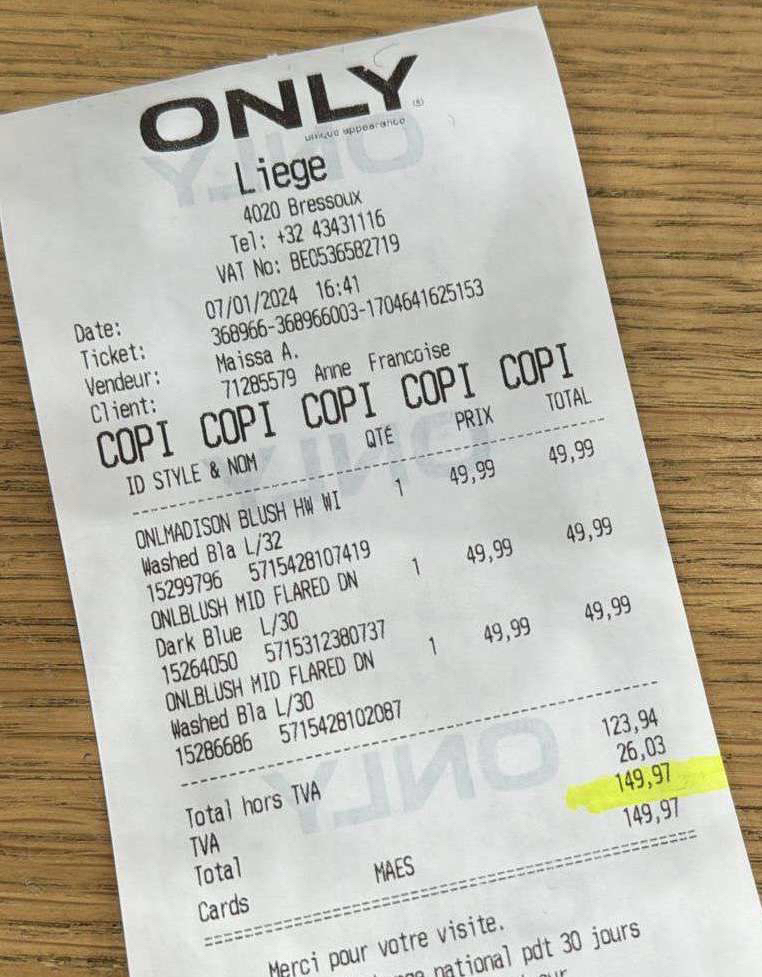 ONLY
unique appearance
Liege
4020 Bressoux
Tel: +32 43431116
VAT No: BE0536582719
Date: 07/01/2024 16:41
Ticket: 368966-368966003-1704641625153
Vendeur: Maissa A.
Client: 71285579 Anne Francoise
COPI COPI COPI COPI COPI
ID STYLE & NOM QTE PRIX TOTAL
ONLMADISON BLUSH HW WI 1 49,99 49,99
Washed Bla L/32
15299796 5715428107419
ONLBLUSH MID FLARED DN 1 49,99 49,99
Dark Blue L/30
15264050 5715312380737
ONLBLUSH MID FLARED DN 1 49,99 49,99
Washed Bla L/30
15286686 5715428102087
Total hors TVA 123,94
TVA 26,03
Total 149,97
Cards MAES 149,97
Merci pour votre visite.
national pdt 30 jours